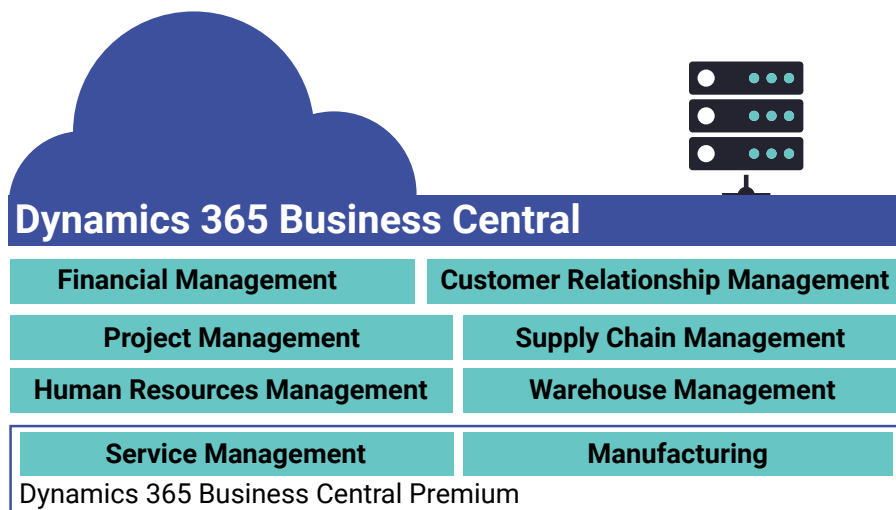 Dynamics 365 Business Central
Financial Management
Customer Relationship Management
Project Management
Supply Chain Management
Human Resources Management
Warehouse Management
Service Management
Manufacturing
Dynamics 365 Business Central Premium